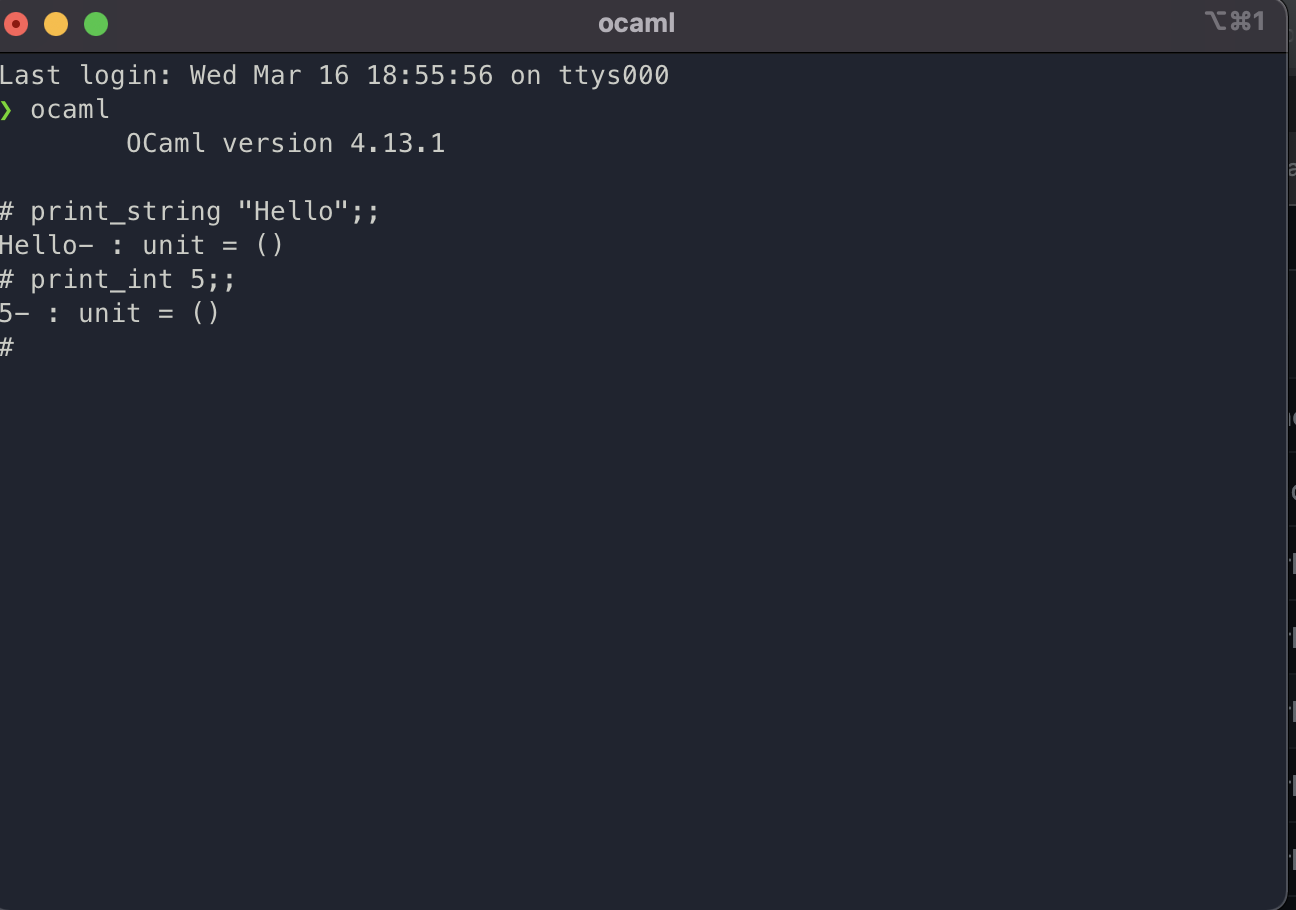 ocaml ⌥⌘1
Last login: Wed Mar 16 18:55:56 on ttys000
❯ ocaml
        OCaml version 4.13.1

# print_string "Hello";;
Hello- : unit = ()
# print_int 5;;
5- : unit = ()
#